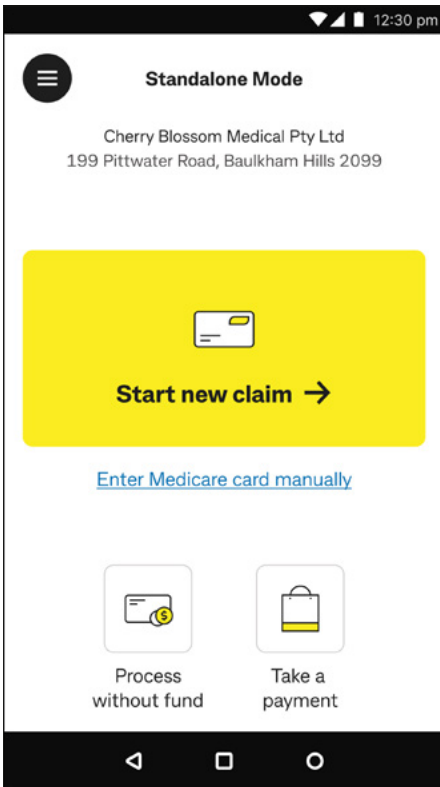 12:30 pm
Standalone Mode
Cherry Blossom Medical Pty Ltd
199 Pittwater Road, Baulkham Hills 2099
Start new claim →
Enter Medicare card manually
$
Process
without fund
Take a
payment